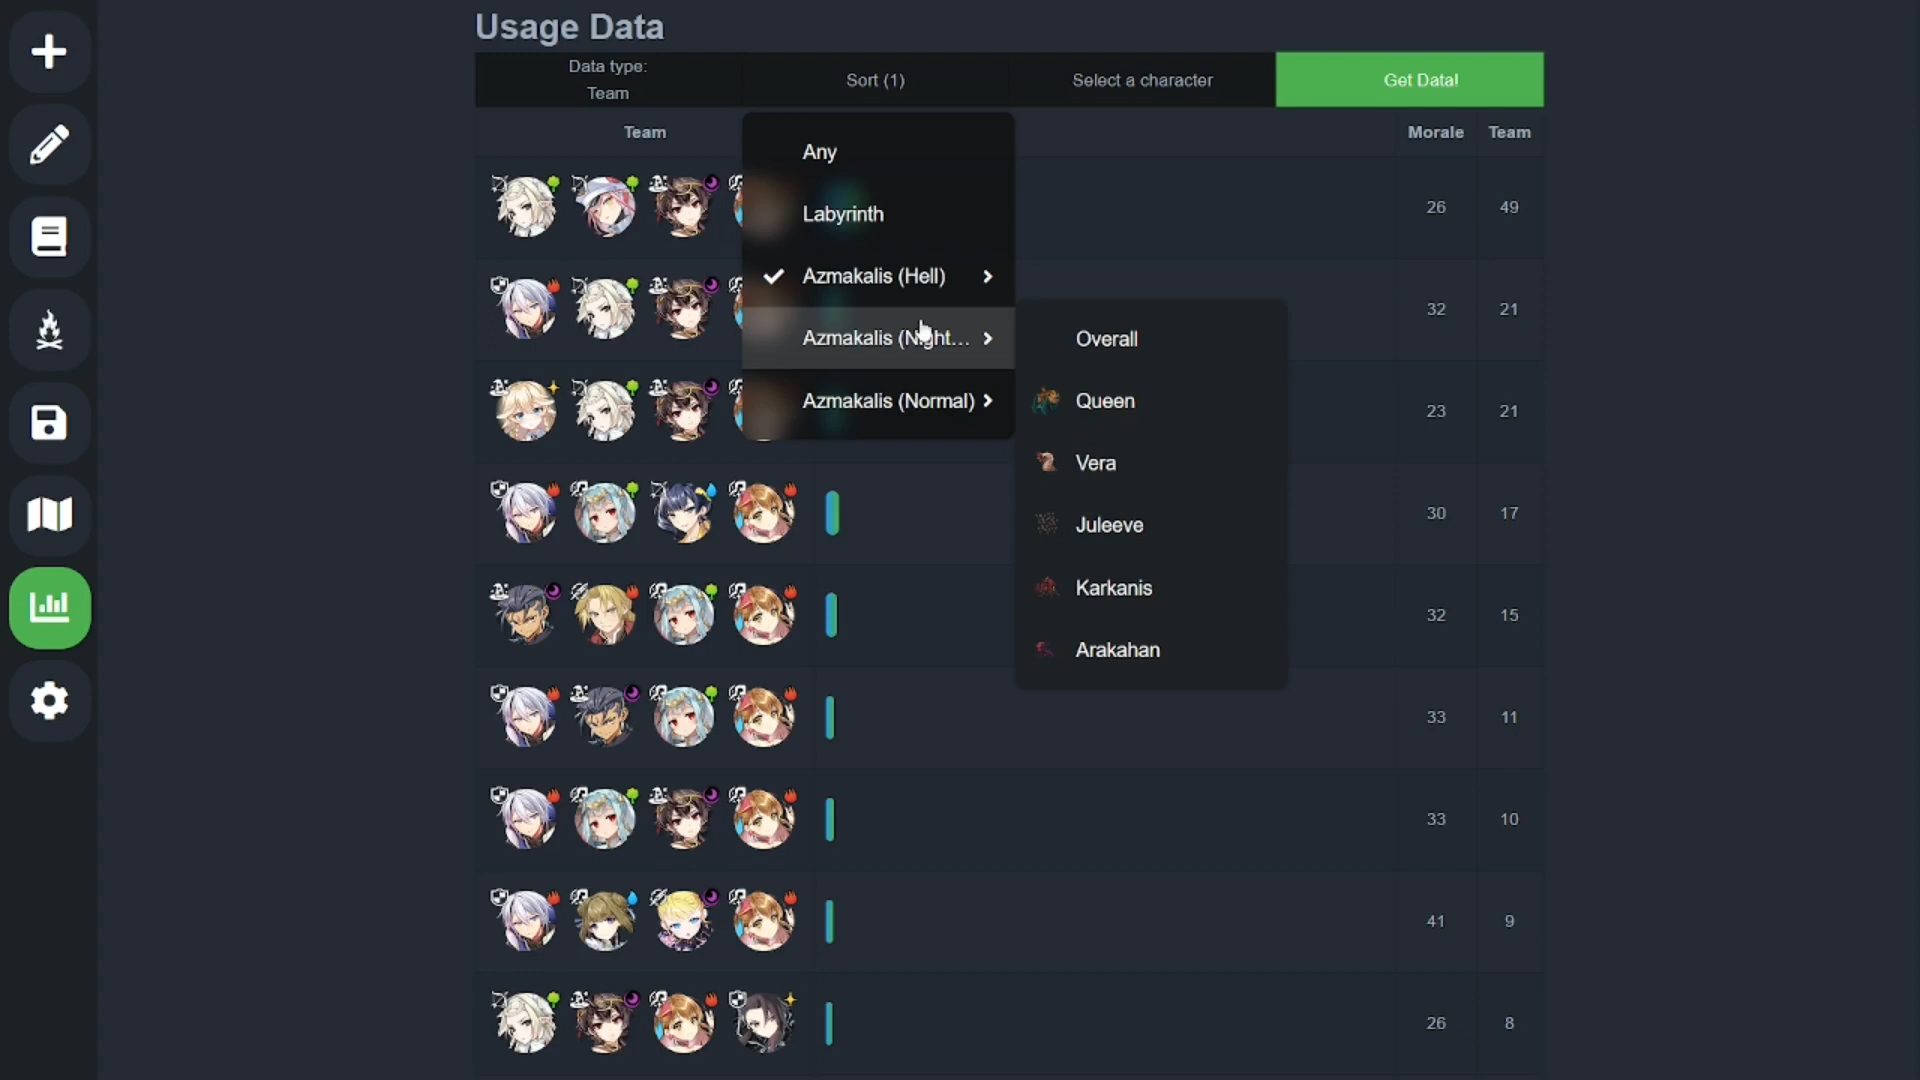 Usage Data
Data type:
Team
Sort (1)
Select a character
Get Data!
Team
Morale
Team
Any
Labyrinth
Azmakalis (Hell)
Azmakalis (Night...
Azmakalis (Normal)
Overall
Queen
Vera
Juleeve
Karkanis
Arakahan
26 49
32 21
23 21
30 17
32 15
33 11
33 10
41 9
26 8